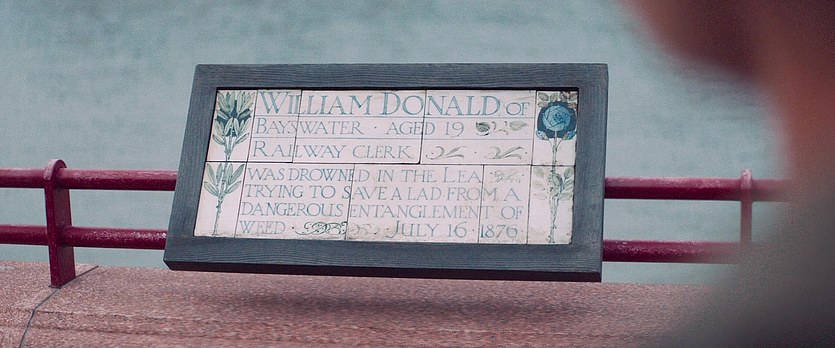 WILLIAM DONALD OF
BAYSWATER · AGED 19
RAILWAY CLERK
WAS DROWNED IN THE LEA
TRYING TO SAVE A LAD FROM A
DANGEROUS ENTANGLEMENT OF
WEED · JULY 16 · 1876